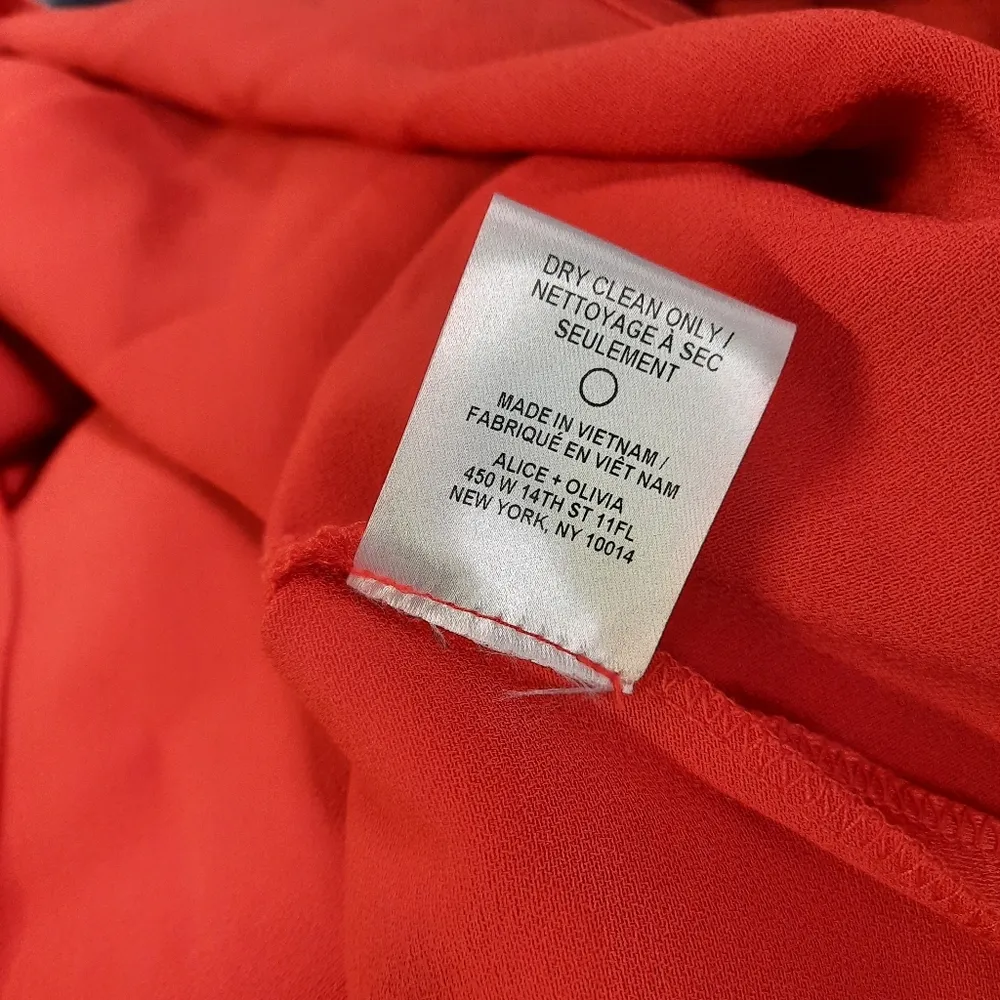 DRY CLEAN ONLY /
NETTOYAGE À SEC
SEULEMENT
MADE IN VIETNAM /
FABRIQUÉ EN VIÊT NAM
ALICE + OLIVIA
450 W 14TH ST 11FL
NEW YORK, NY 10014